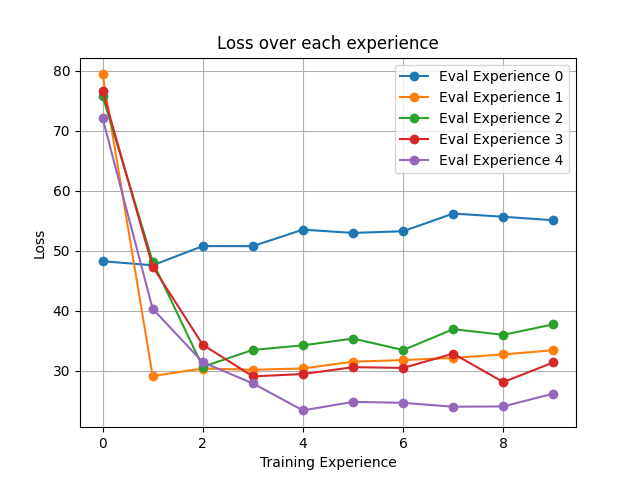 Loss over each experience
80
70
60
50
40
30
Loss
0
2
4
6
8
Training Experience
Eval Experience 0
Eval Experience 1
Eval Experience 2
Eval Experience 3
Eval Experience 4